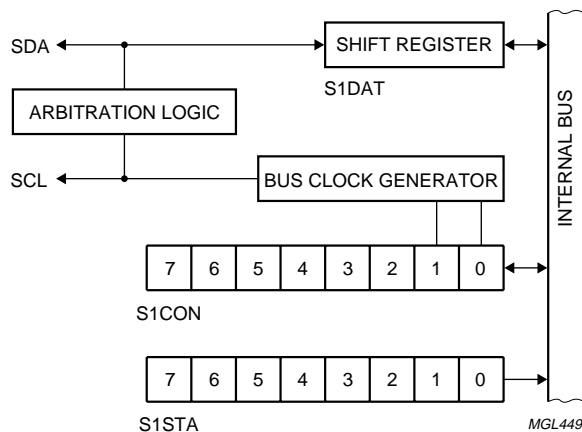 SDA
SHIFT REGISTER
S1DAT
ARBITRATION LOGIC
SCL
BUS CLOCK GENERATOR
INTERNAL BUS
7 6 5 4 3 2 1 0
S1CON
7 6 5 4 3 2 1 0
S1STA
MGL449